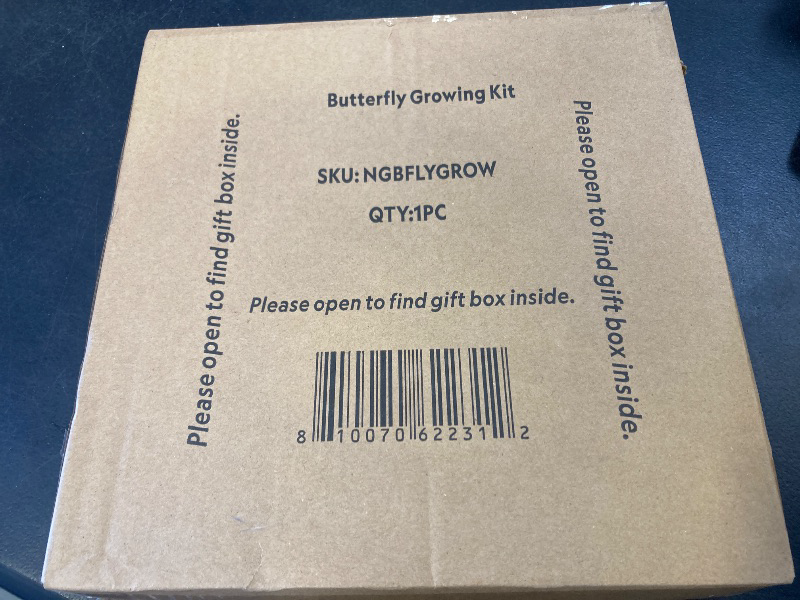 Butterfly Growing Kit
SKU: NGBFLYGROW
QTY:1PC
Please open to find gift box inside.
Please open to find gift box inside.
Please open to find gift box inside.
8 10070 62231 2